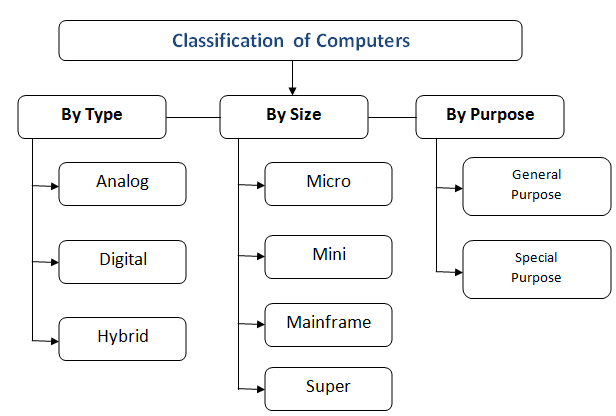 Classification of Computers
By Type
By Size
By Purpose
Analog
Digital
Hybrid
Micro
Mini
Mainframe
Super
General
Purpose
Special
Purpose